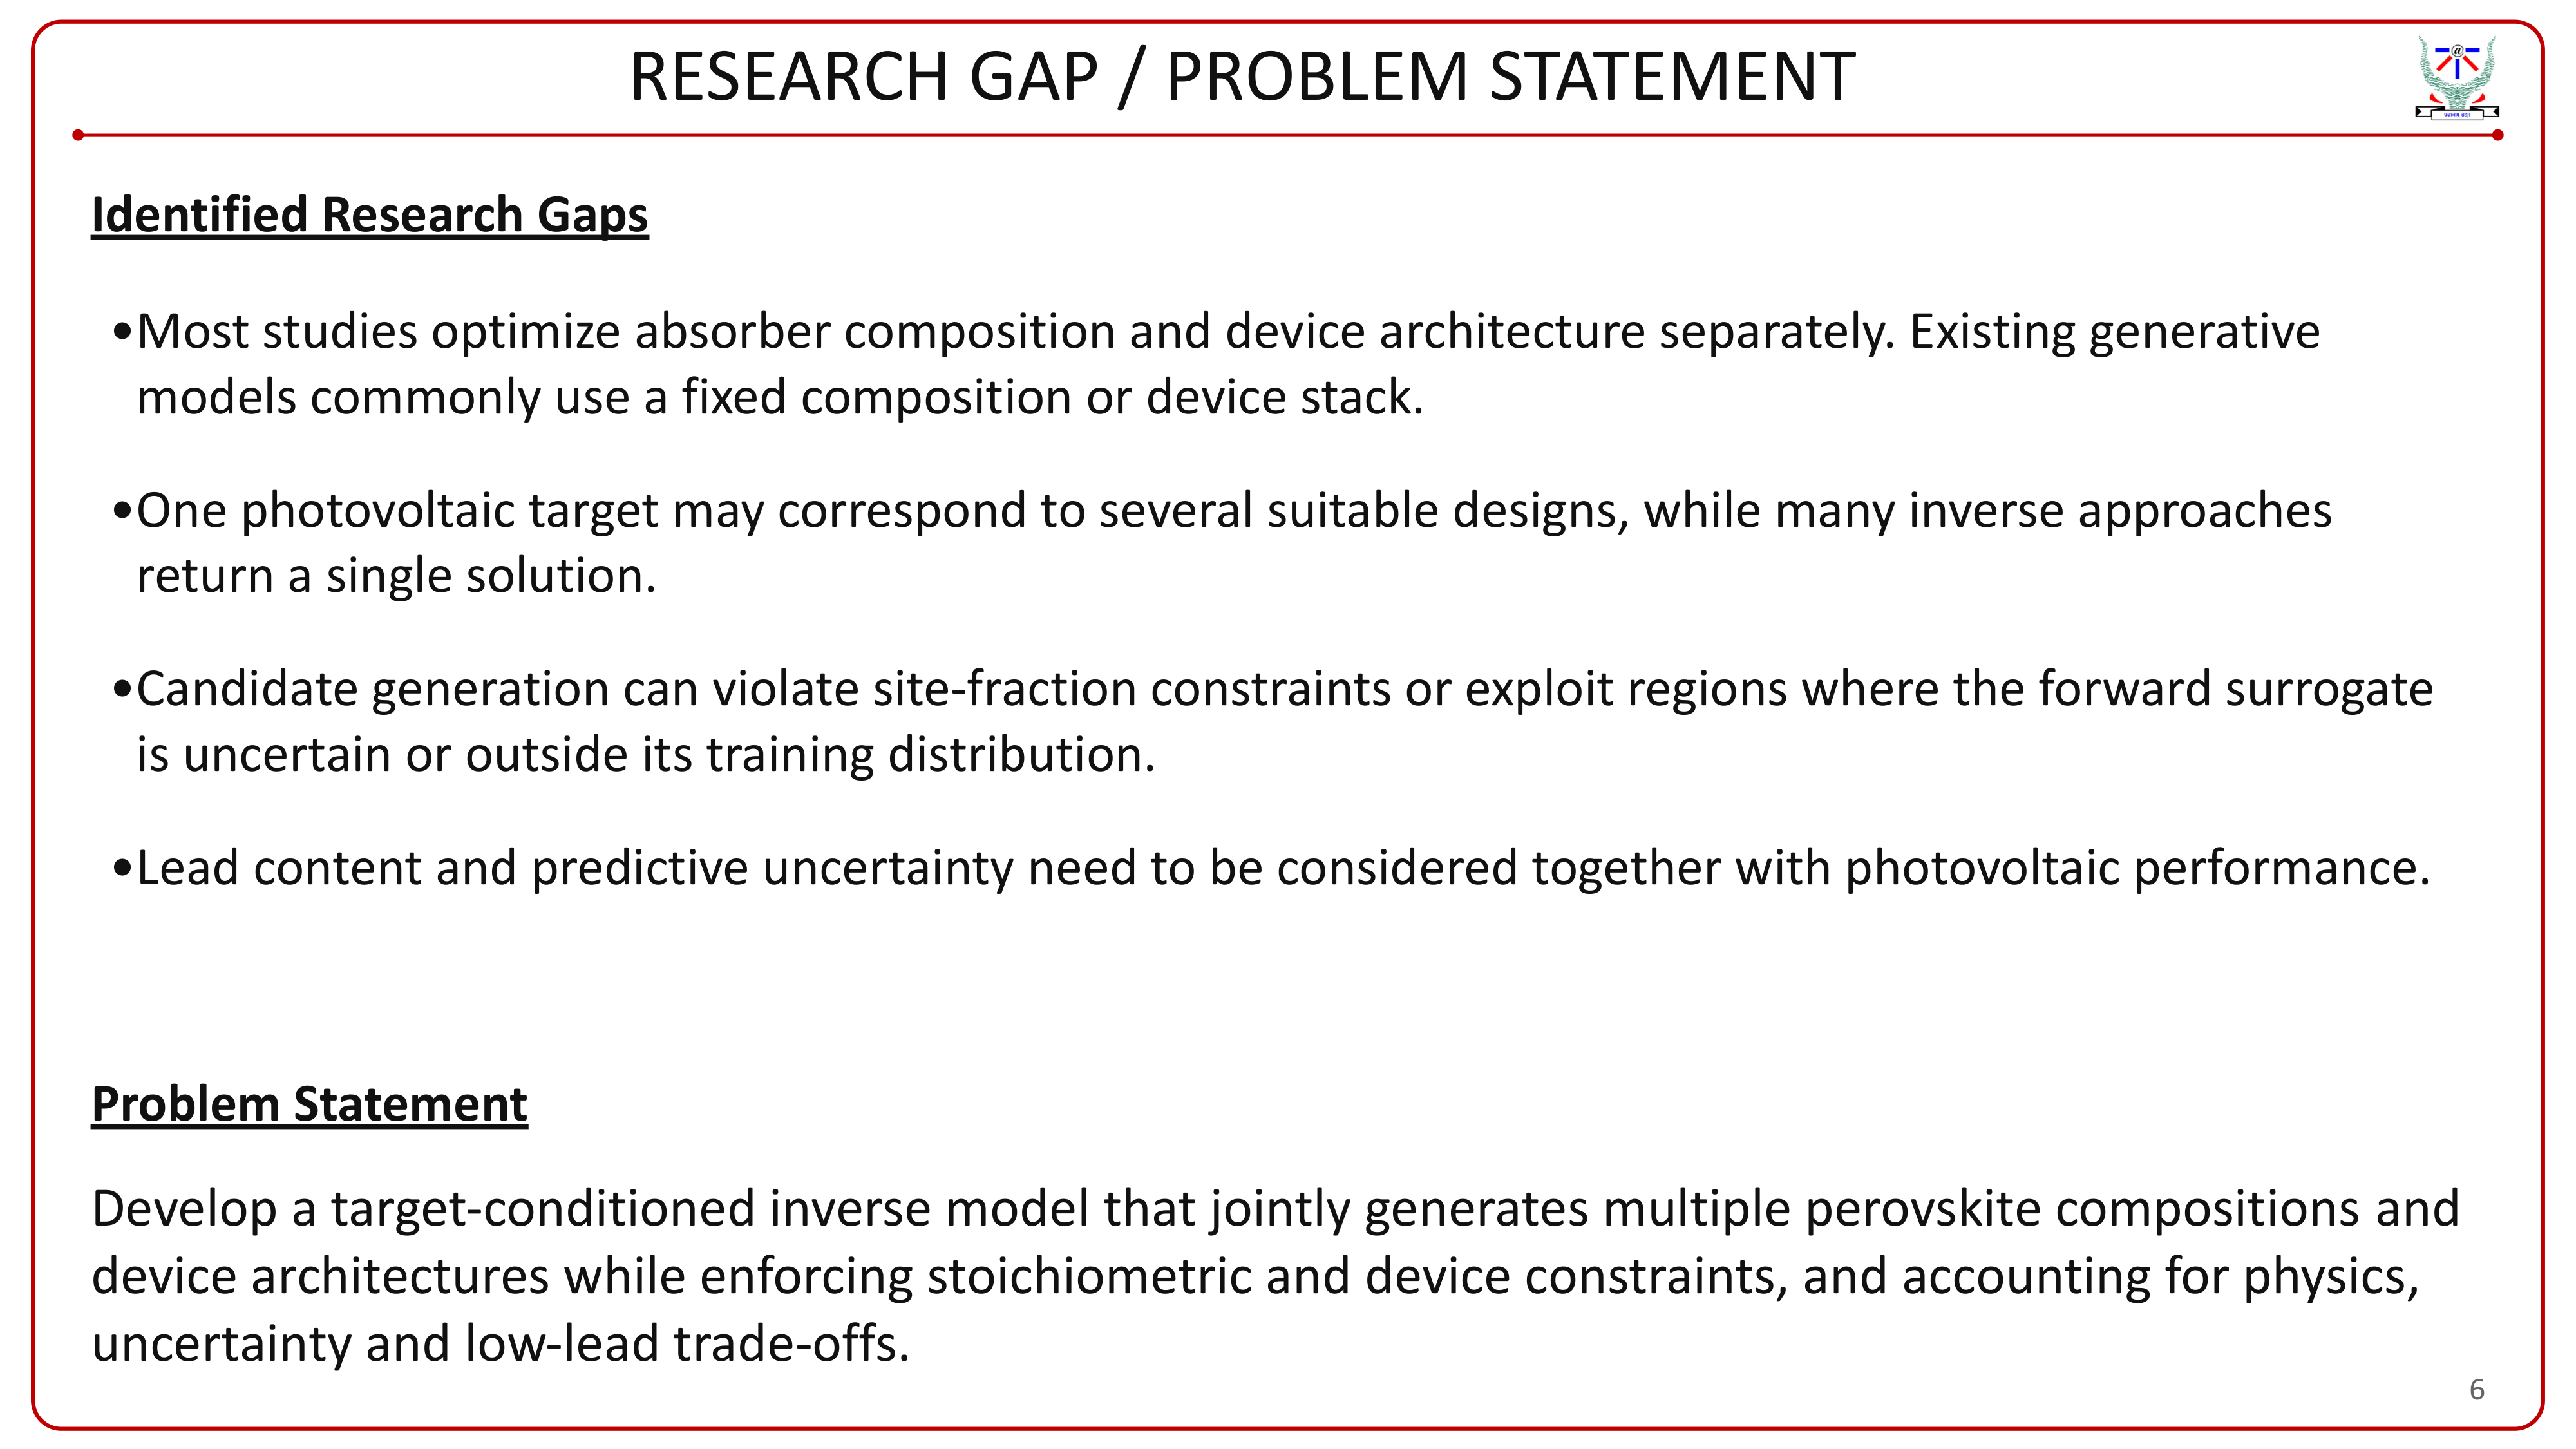 RESEARCH GAP / PROBLEM STATEMENT
Identified Research Gaps
•Most studies optimize absorber composition and device architecture separately. Existing generative
models commonly use a fixed composition or device stack.
•One photovoltaic target may correspond to several suitable designs, while many inverse approaches
return a single solution.
•Candidate generation can violate site-fraction constraints or exploit regions where the forward surrogate
is uncertain or outside its training distribution.
•Lead content and predictive uncertainty need to be considered together with photovoltaic performance.
Problem Statement
Develop a target-conditioned inverse model that jointly generates multiple perovskite compositions and
device architectures while enforcing stoichiometric and device constraints, and accounting for physics,
uncertainty and low-lead trade-offs.
6